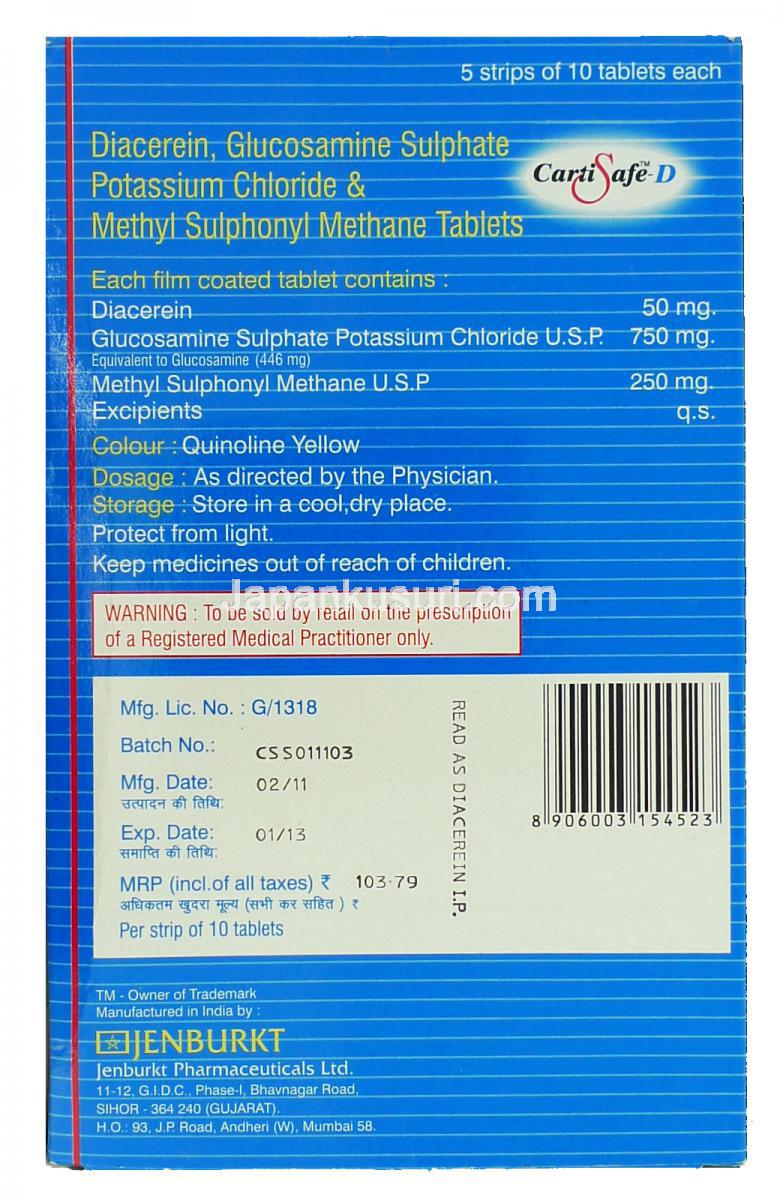 5 strips of 10 tablets each
Diacerein, Glucosamine Sulphate
Potassium Chloride &
Methyl Sulphonyl Methane Tablets
CartiSafe™-D
Each film coated tablet contains :
Diacerein 50 mg.
Glucosamine Sulphate Potassium Chloride U.S.P. 750 mg.
Equivalent to Glucosamine (446 mg)
Methyl Sulphonyl Methane U.S.P 250 mg.
Excipients q.s.
Colour : Quinoline Yellow
Dosage : As directed by the Physician.
Storage : Store in a cool,dry place.
Protect from light.
Keep medicines out of reach of children.
Japankusuri.com
WARNING : To be sold by retail on the prescription
of a Registered Medical Practitioner only.
Mfg. Lic. No. : G/1318
Batch No.: CSS011103
Mfg. Date: 02/11
उत्पादन की तिथि:
Exp. Date: 01/13
समाप्ति की तिथि:
MRP (incl.of all taxes) ₹ 103·79
अधिकतम खुदरा मूल्य (सभी कर सहित ) ₹
Per strip of 10 tablets
READ AS DIACEREIN I.P.
8 906003 154523
TM - Owner of Trademark
Manufactured in India by :
JENBURKT
Jenburkt Pharmaceuticals Ltd.
11-12, G.I.D.C., Phase-I, Bhavnagar Road,
SIHOR - 364 240 (GUJARAT).
H.O.: 93, J.P. Road, Andheri (W), Mumbai 58.